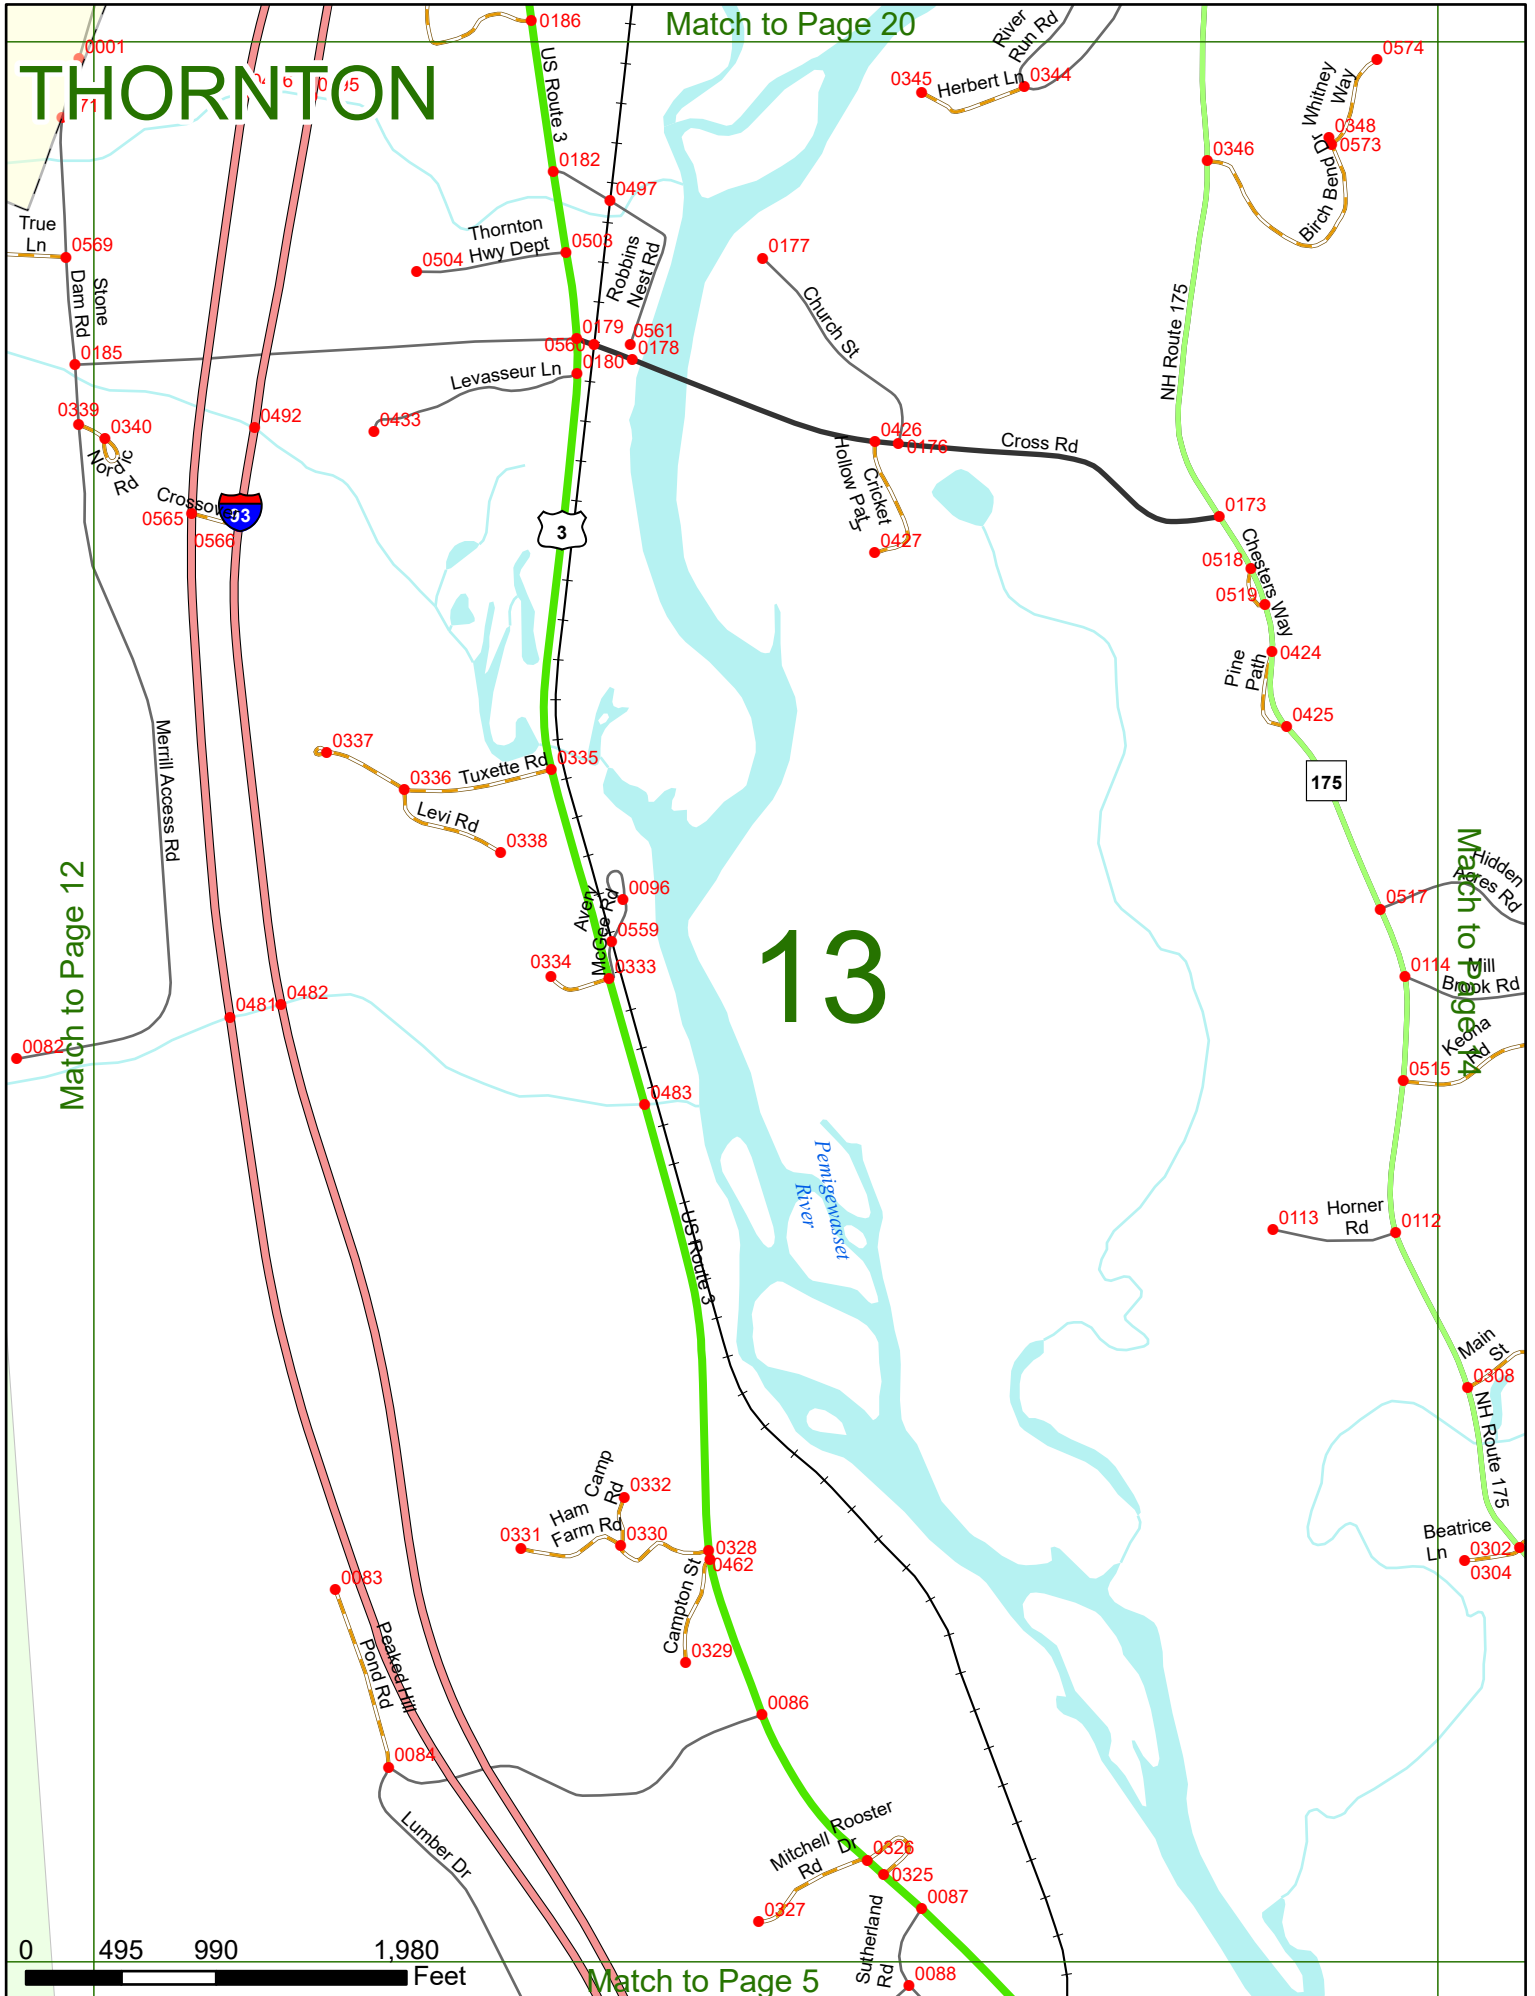 Match to Page 20
THORNTON
0001
71
0186
US Route 3
River
Run Rd
0345
Herbert Ln
0344
0574
Whitney
Way
0348
0573
Birch Bend Dr
0346
0182
0497
True
Ln
0569
Thornton
Hwy Dept
0503
0504
Robbins
Nest Rd
0177
Church St
Stone
Dam Rd
NH Route 175
0185
0179
0560
0561
0178
0180
Levasseur Ln
0433
0339
0340
Nordic
Rd
0492
0426
0176
Cross Rd
Cricket
Hollow Path
0427
Crossover
0565
0566
93
3
0173
Chesters Way
0518
0519
0424
Pine
Path
0425
175
Merrill Access Rd
0337
0336
Tuxette Rd
0335
Levi Rd
0338
Match to Page 12
Avery
McGee Rd
0096
0559
0334
0333
13
Match to Page 14
Hidden
Acres Rd
0517
0114
Mill
Brook Rd
Keona
Rd
0515
0481
0482
0082
0483
Pemigewasset
River
US Route 3
0113
Horner
Rd
0112
Main
St
0308
NH Route 175
Camp
Rd
0332
Ham
Farm Rd
0331
0330
0328
0462
Campton St
0329
Beatrice
Ln
0302
0304
0083
Peaked Hill
Pond Rd
0084
0086
Lumber Dr
Mitchell
Rd
Rooster
Dr
0326
0325
0327
0087
Sutherland
Rd
0088
0 495 990 1,980
Feet
Match to Page 5